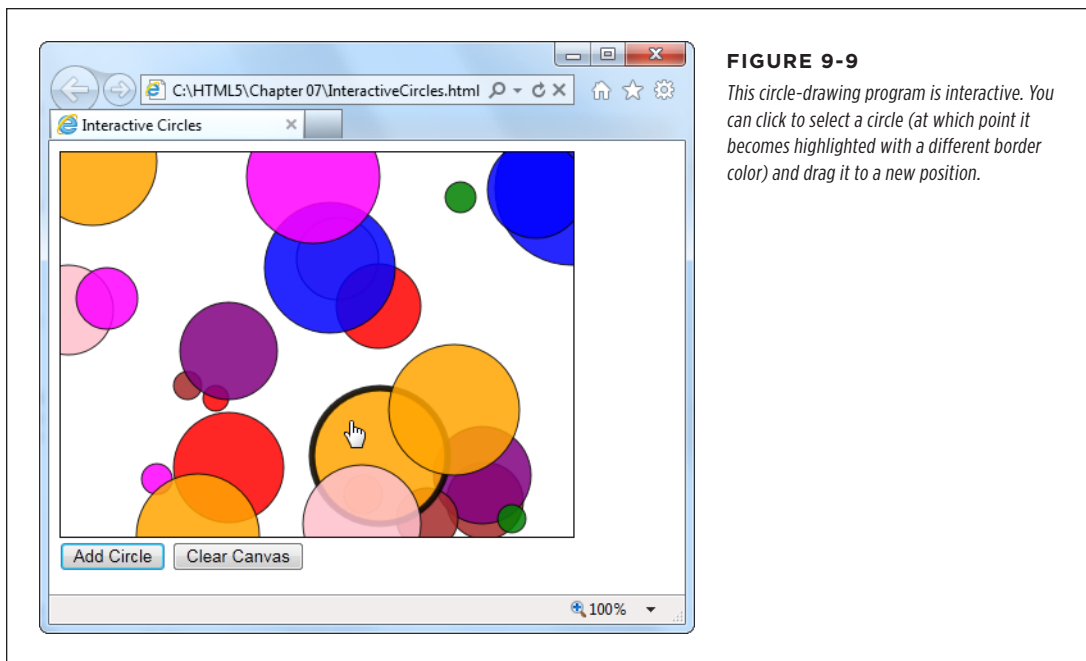 C:\HTML5\Chapter 07\InteractiveCircles.html
Interactive Circles
Add Circle
Clear Canvas
100%
FIGURE 9-9
This circle-drawing program is interactive. You
can click to select a circle (at which point it
becomes highlighted with a different border
color) and drag it to a new position.